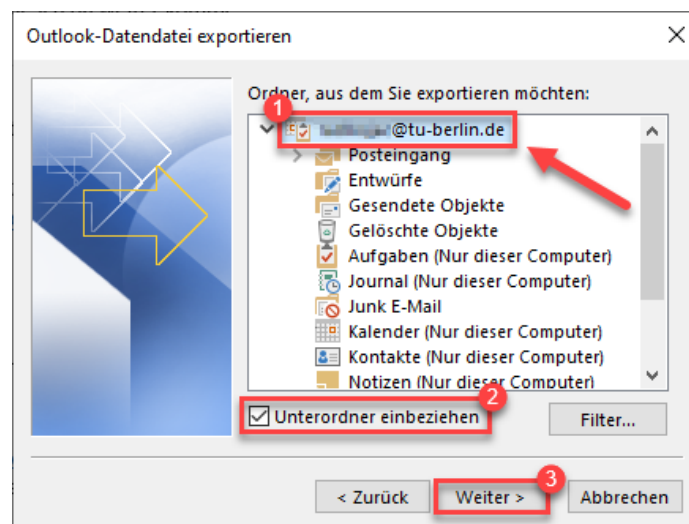 Outlook-Datendatei exportieren
Ordner, aus dem Sie exportieren möchten:
1
@tu-berlin.de
Posteingang
Entwürfe
Gesendete Objekte
Gelöschte Objekte
Aufgaben (Nur dieser Computer)
Journal (Nur dieser Computer)
Junk E-Mail
Kalender (Nur dieser Computer)
Kontakte (Nur dieser Computer)
Notizen (Nur dieser Computer)
2
Unterordner einbeziehen
Filter...
3
< Zurück
Weiter >
Abbrechen